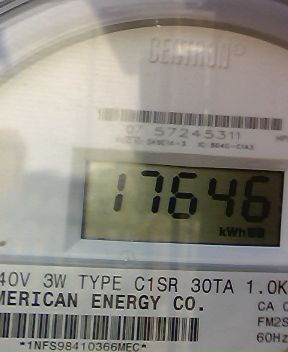 CENTRON®
07 57245311
17646
kWh
40V 3W TYPE C1SR 30TA 1.0K
MERICAN ENERGY CO.
CA 0
FM2S
60Hz
*1NFS98410366MEC*